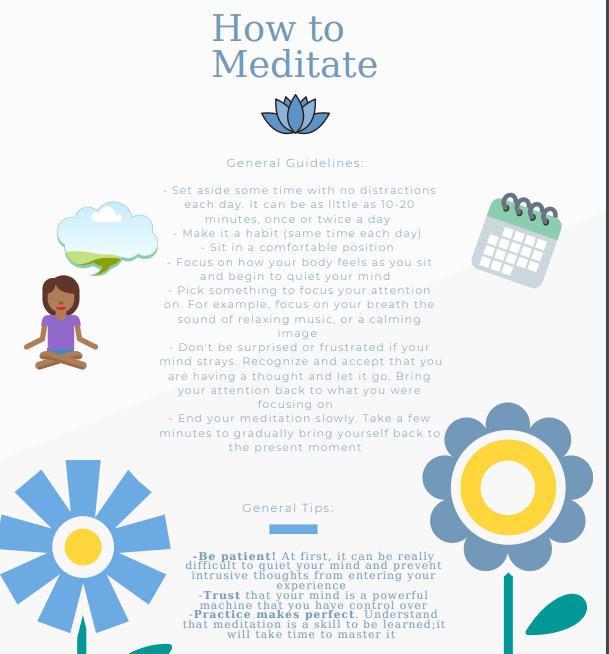 How to
Meditate
General Guidelines:
- Set aside some time with no distractions
each day. It can be as little as 10-20
minutes, once or twice a day
- Make it a habit (same time each day)
- Sit in a comfortable position
- Focus on how your body feels as you sit
and begin to quiet your mind
- Pick something to focus your attention
on. For example, focus on your breath the
sound of relaxing music, or a calming
image
- Don't be surprised or frustrated if your
mind strays. Recognize and accept that you
are having a thought and let it go. Bring
your attention back to what you were
focusing on
- End your meditation slowly. Take a few
minutes to gradually bring yourself back to
the present moment
General Tips:
-Be patient! At first, it can be really
difficult to quiet your mind and prevent
intrusive thoughts from entering your
experience
-Trust that your mind is a powerful
machine that you have control over
-Practice makes perfect. Understand
that meditation is a skill to be learned;it
will take time to master it